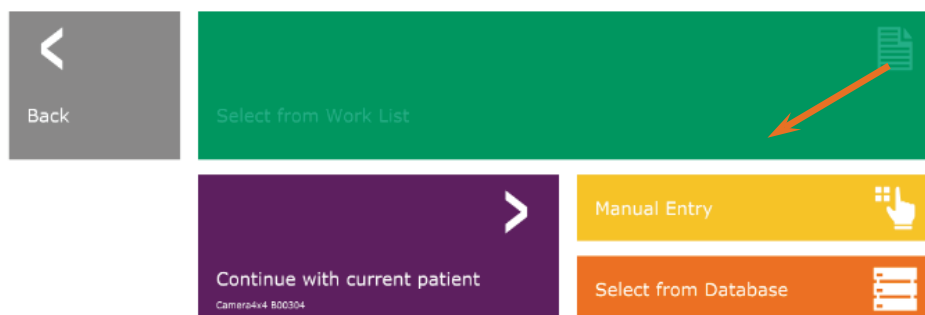 Back
Select from Work List
Continue with current patient
Camera4x4 B00304
Manual Entry
Select from Database